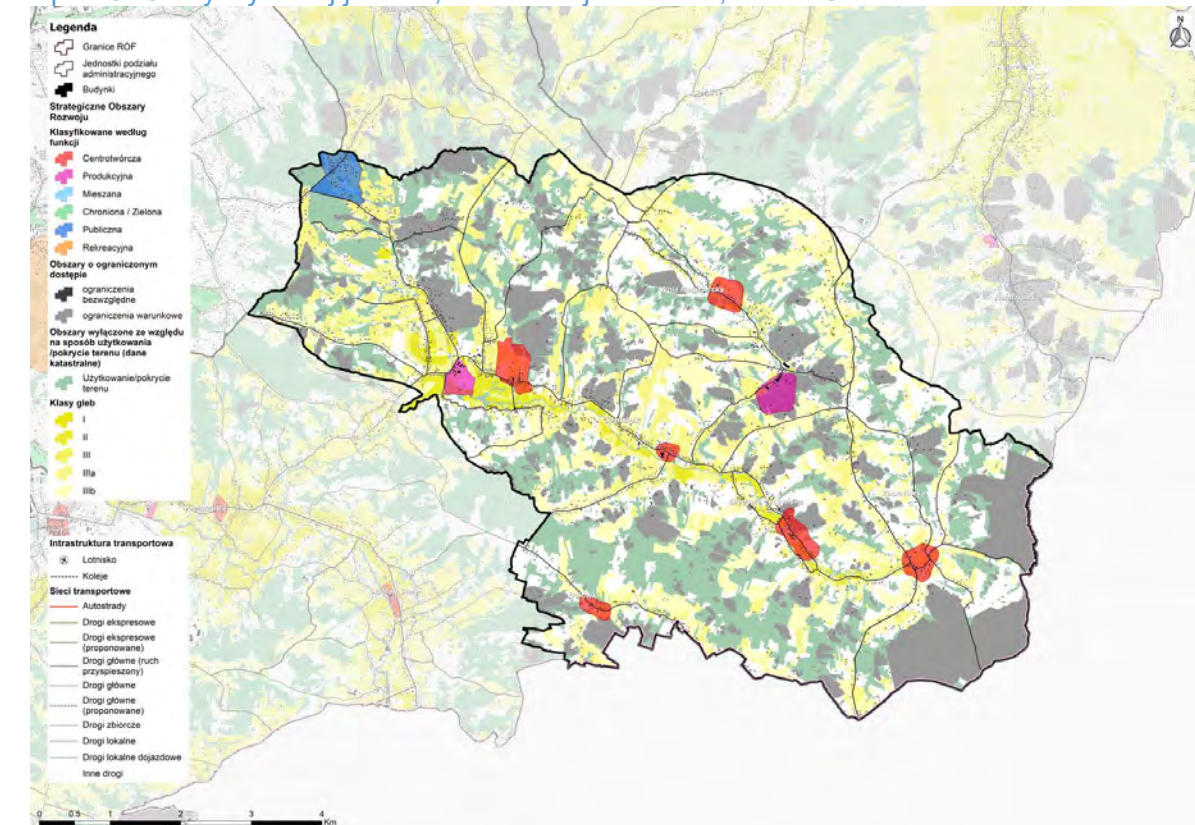 Legenda
Granice ROF
Jednostki podziału
administracyjnego
Budynki
Strategiczne Obszary
Rozwoju
Klasyfikowane według
funkcji
Centrotwórcza
Produkcyjna
Mieszana
Chroniona / Zielona
Publiczna
Rekreacyjna
Obszary o ograniczonym
dostępie
ograniczenia
bezwzględne
ograniczenia warunkowe
Obszary wyłączone ze względu
na sposób użytkowania
/pokrycie terenu (dane
katastralne)
Użytkowanie/pokrycie
terenu
Klasy gleb
I
II
III
IIIa
IIIb
Infrastruktura transportowa
Lotnisko
Koleje
Sieci transportowe
Autostrady
Drogi ekspresowe
Drogi ekspresowe
(proponowane)
Drogi główne (ruch
przyspieszony)
Drogi główne
Drogi główne
(proponowane)
Drogi zbiorcze
Drogi lokalne
Drogi lokalne dojazdowe
Inne drogi
N
0 0.5 1 2 3 4
Km